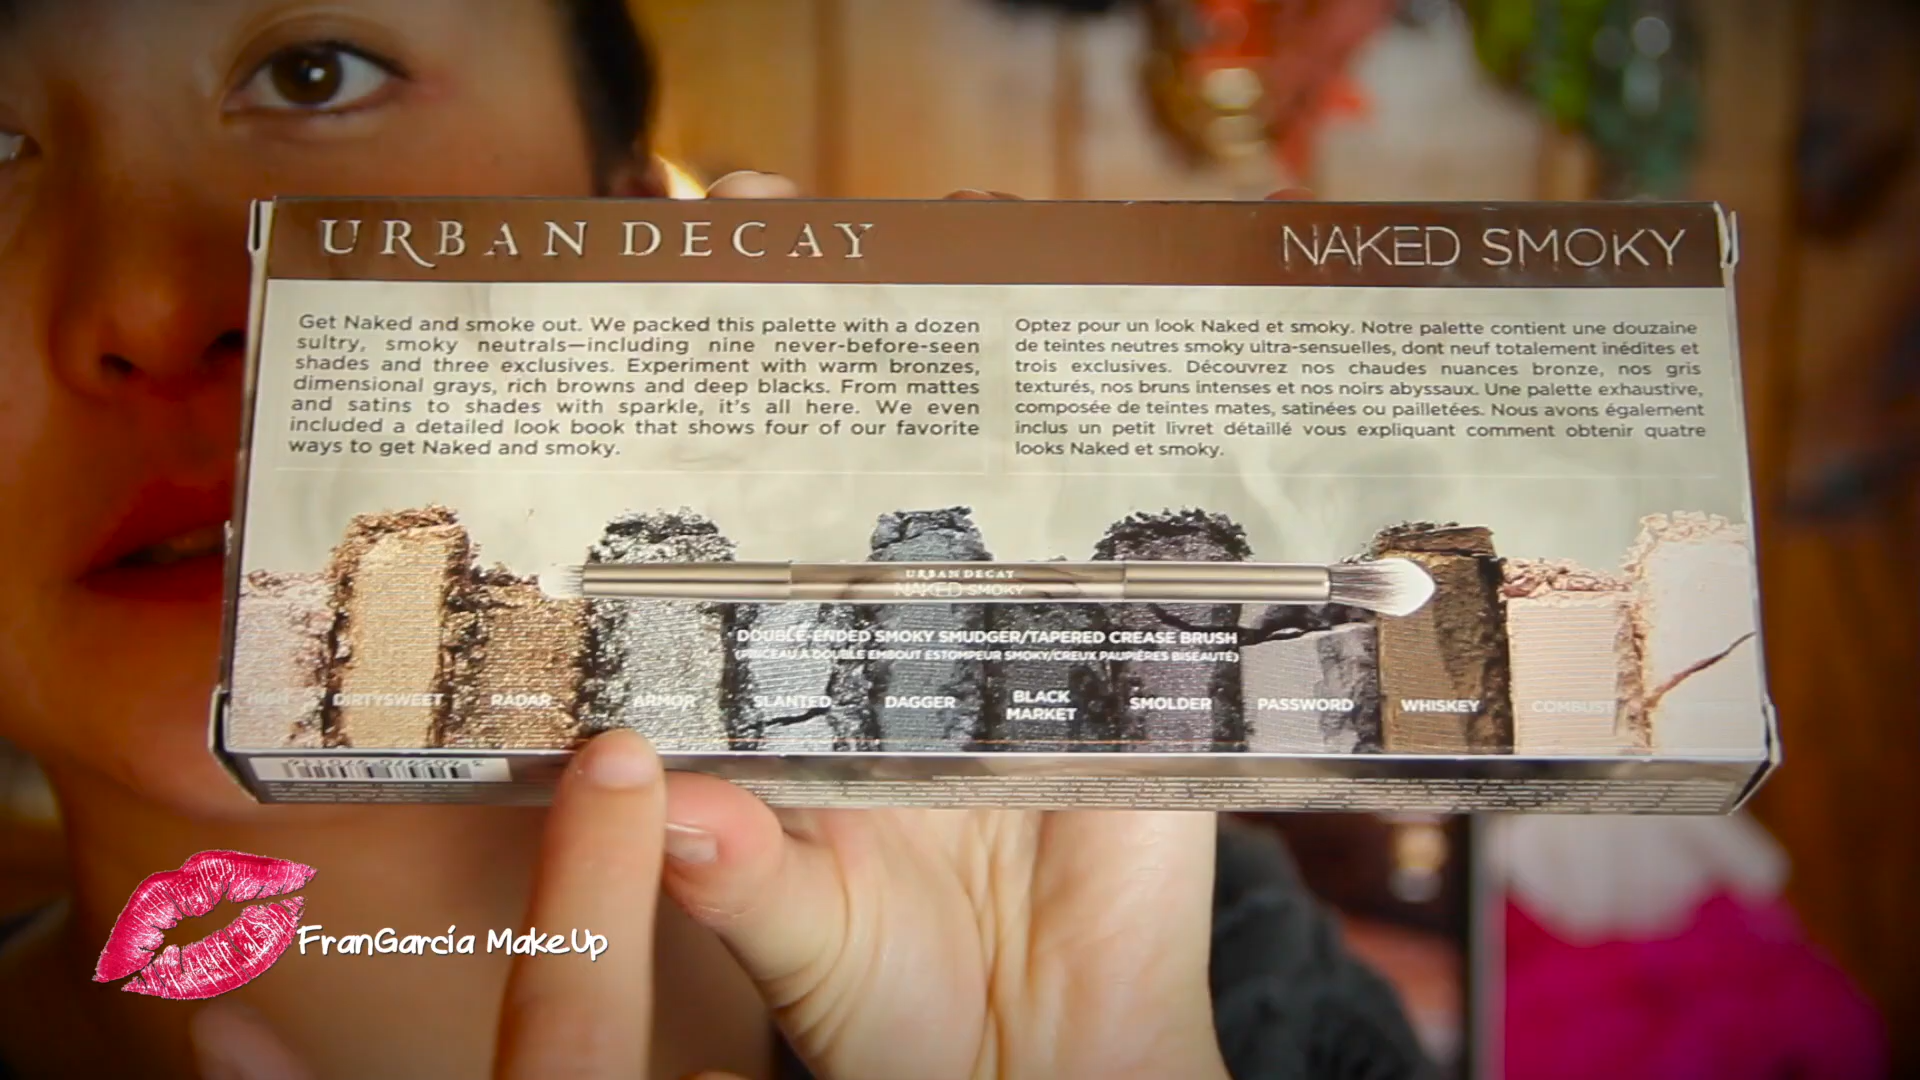 URBAN DECAY
NAKED SMOKY
Get Naked and smoke out. We packed this palette with a dozen
sultry, smoky neutrals—including nine never-before-seen
shades and three exclusives. Experiment with warm bronzes,
dimensional grays, rich browns and deep blacks. From mattes
and satins to shades with sparkle, it's all here. We even
included a detailed look book that shows four of our favorite
ways to get Naked and smoky.
Optez pour un look Naked et smoky. Notre palette contient une douzaine
de teintes neutres smoky ultra-sensuelles, dont neuf totalement inédites et
trois exclusives. Découvrez nos chaudes nuances bronze, nos gris
texturés, nos bruns intenses et nos noirs abyssaux. Une palette exhaustive,
composée de teintes mates, satinées ou pailletées. Nous avons également
inclus un petit livret détaillé vous expliquant comment obtenir quatre
looks Naked et smoky.
URBAN DECAY
NAKED SMOKY
DOUBLE-ENDED SMOKY SMUDGER/TAPERED CREASE BRUSH
(PINCEAU À DOUBLE EMBOUT ESTOMPEUR SMOKY/CREUX PAUPIÈRES BISEAUTÉ)
HIGH
DIRTYSWEET
RADAR
ARMOR
SLANTED
DAGGER
BLACK
MARKET
SMOLDER
PASSWORD
WHISKEY
COMBUST
FranGarcía MakeUp